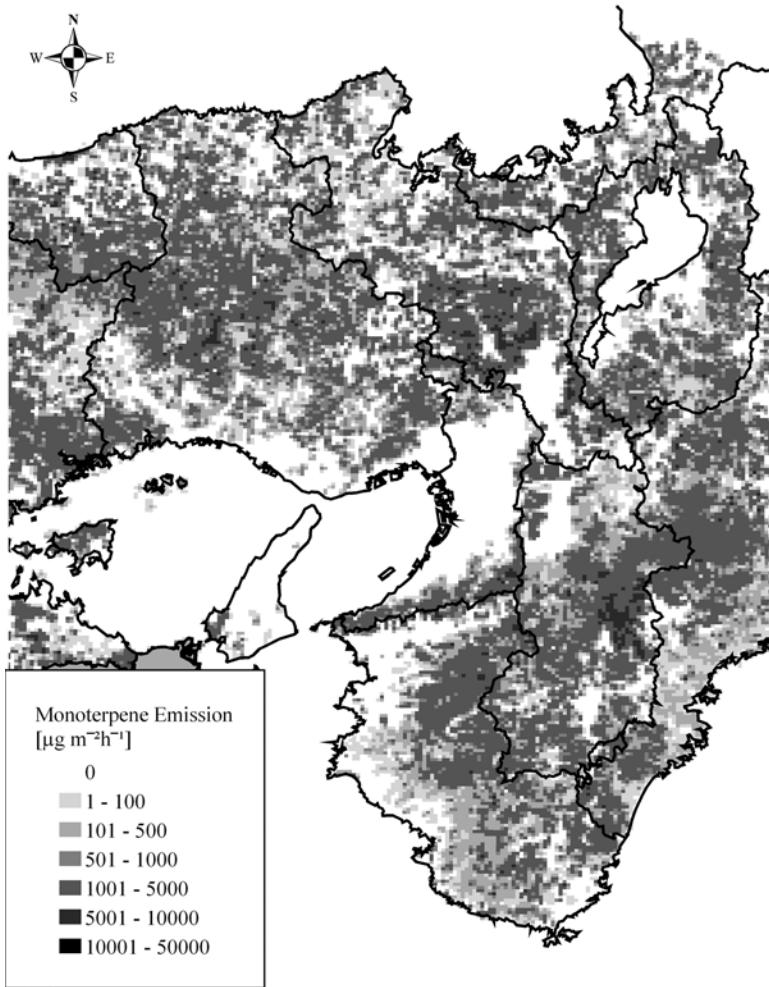 N
W E
S
Monoterpene Emission
[µg m⁻²h⁻¹]
0
1 - 100
101 - 500
501 - 1000
1001 - 5000
5001 - 10000
10001 - 50000